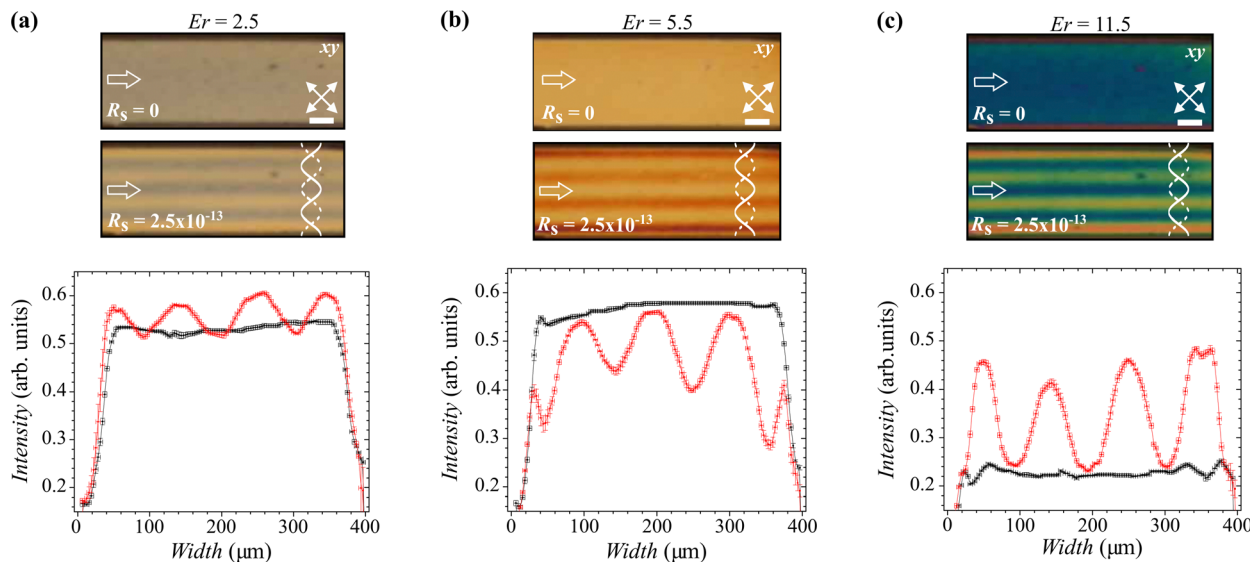 (a)
Er = 2.5
xy
Rs = 0
Rs = 2.5x10⁻¹³
0.6
0.5
0.4
0.3
0.2
Intensity (arb. units)
0 100 200 300 400
Width (μm)
(b)
Er = 5.5
xy
Rs = 0
Rs = 2.5x10⁻¹³
0.6
0.5
0.4
0.3
0.2
Intensity (arb. units)
0 100 200 300 400
Width (μm)
(c)
Er = 11.5
xy
Rs = 0
Rs = 2.5x10⁻¹³
0.6
0.5
0.4
0.3
0.2
Intensity (arb.units)
0 100 200 300 400
Width (μm)